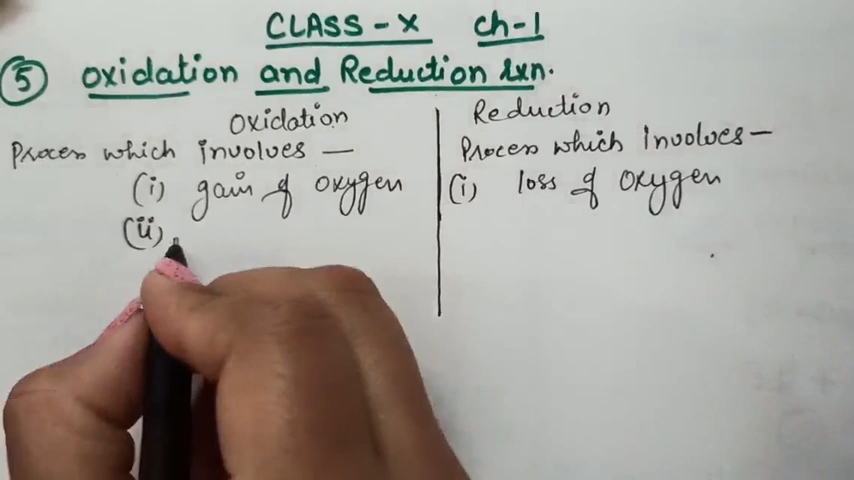 CLASS-X ch-1
5 Oxidation and Reduction rxn.
Oxidation
Process which involves —
(i) gain of oxygen
(ii)
Reduction
Process which involves —
(i) loss of oxygen